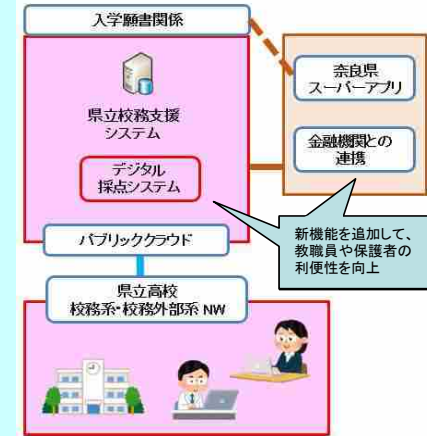 入学願書関係
県立校務支援
システム
デジタル
採点システム
パブリッククラウド
奈良県
スーパーアプリ
金融機関との
連携
新機能を追加して、
教職員や保護者の
利便性を向上
県立高校
校務系・校務外部系 NW